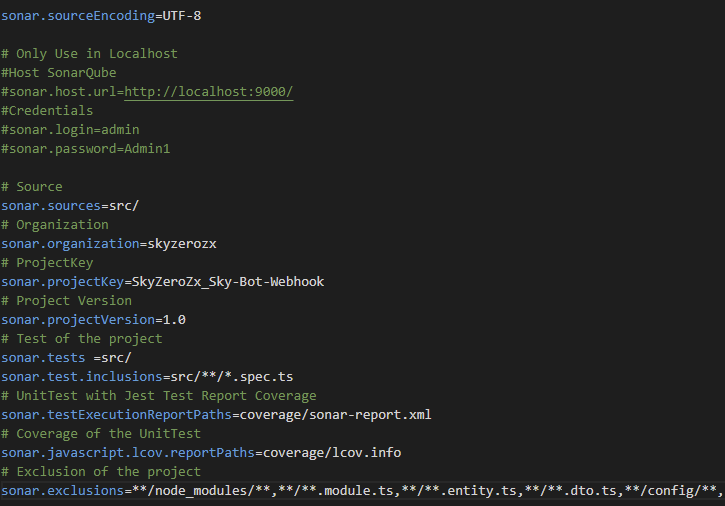 sonar.sourceEncoding=UTF-8
# Only Use in Localhost
#Host SonarQube
#sonar.host.url=http://localhost:9000/
#Credentials
#sonar.login=admin
#sonar.password=Admin1
# Source
sonar.sources=src/
# Organization
sonar.organization=skyzerozx
# ProjectKey
sonar.projectKey=SkyZeroZx_Sky-Bot-Webhook
# Project Version
sonar.projectVersion=1.0
# Test of the project
sonar.tests =src/
sonar.test.inclusions=src/**/*.spec.ts
# UnitTest with Jest Test Report Coverage
sonar.testExecutionReportPaths=coverage/sonar-report.xml
# Coverage of the UnitTest
sonar.javascript.lcov.reportPaths=coverage/lcov.info
# Exclusion of the project
sonar.exclusions=**/node_modules/**,**/**.module.ts,**/**.entity.ts,**/**.dto.ts,**/config/**,